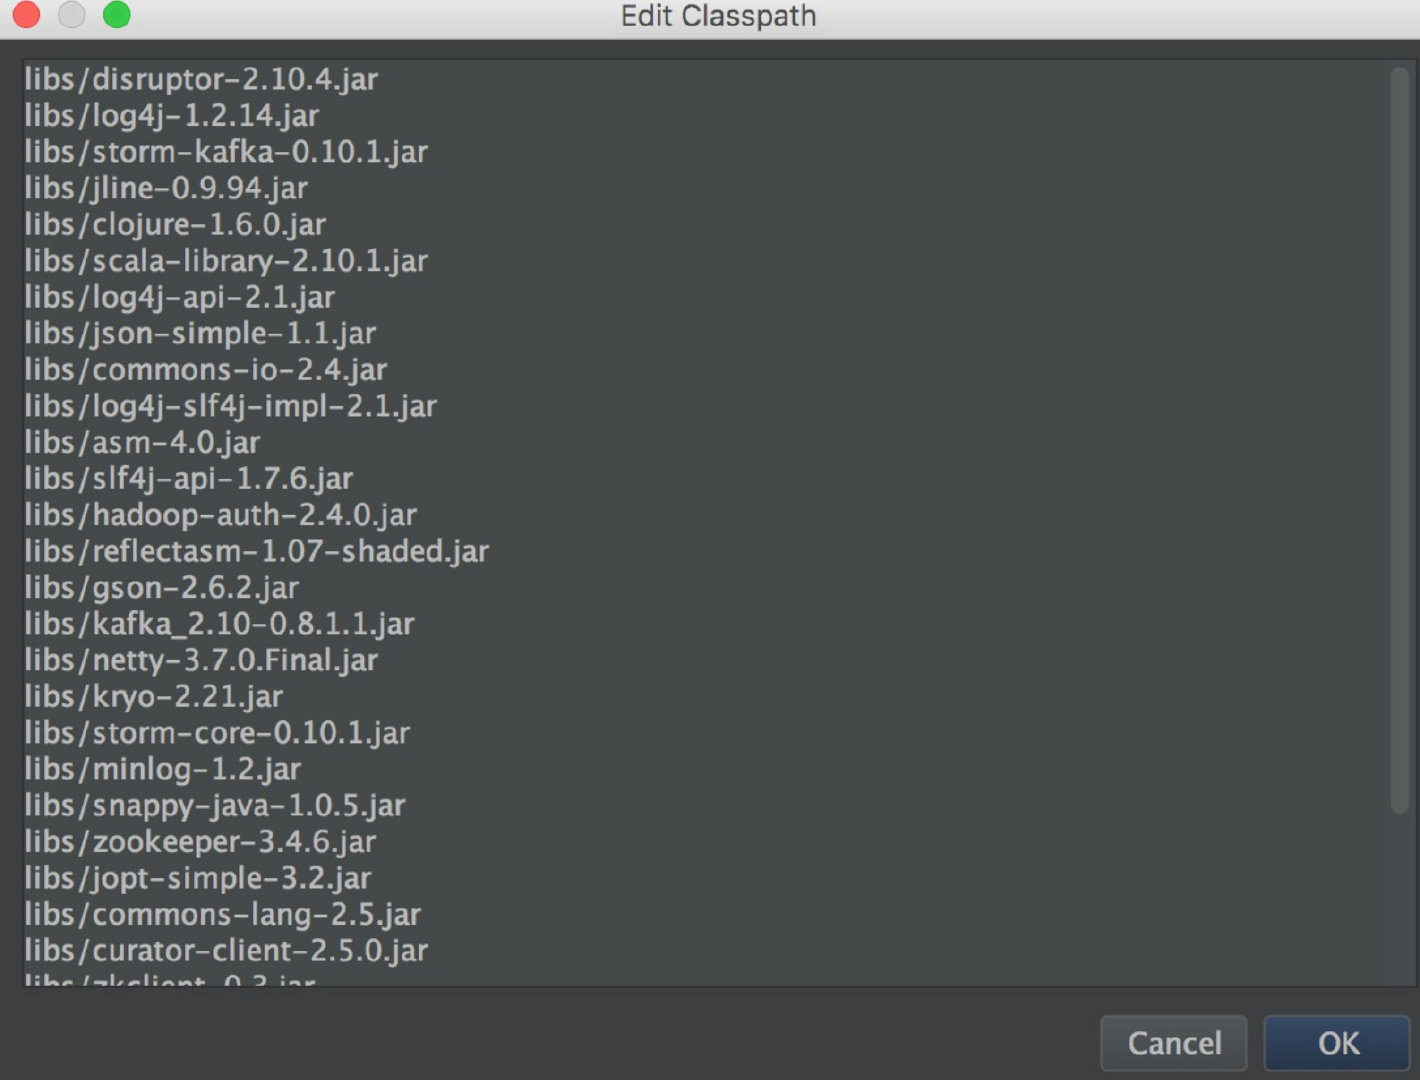 Edit Classpath
libs/disruptor-2.10.4.jar
libs/log4j-1.2.14.jar
libs/storm-kafka-0.10.1.jar
libs/jline-0.9.94.jar
libs/clojure-1.6.0.jar
libs/scala-library-2.10.1.jar
libs/log4j-api-2.1.jar
libs/json-simple-1.1.jar
libs/commons-io-2.4.jar
libs/log4j-slf4j-impl-2.1.jar
libs/asm-4.0.jar
libs/slf4j-api-1.7.6.jar
libs/hadoop-auth-2.4.0.jar
libs/reflectasm-1.07-shaded.jar
libs/gson-2.6.2.jar
libs/kafka_2.10-0.8.1.1.jar
libs/netty-3.7.0.Final.jar
libs/kryo-2.21.jar
libs/storm-core-0.10.1.jar
libs/minlog-1.2.jar
libs/snappy-java-1.0.5.jar
libs/zookeeper-3.4.6.jar
libs/jopt-simple-3.2.jar
libs/commons-lang-2.5.jar
libs/curator-client-2.5.0.jar
libs/zkclient-0.3.jar
Cancel
OK